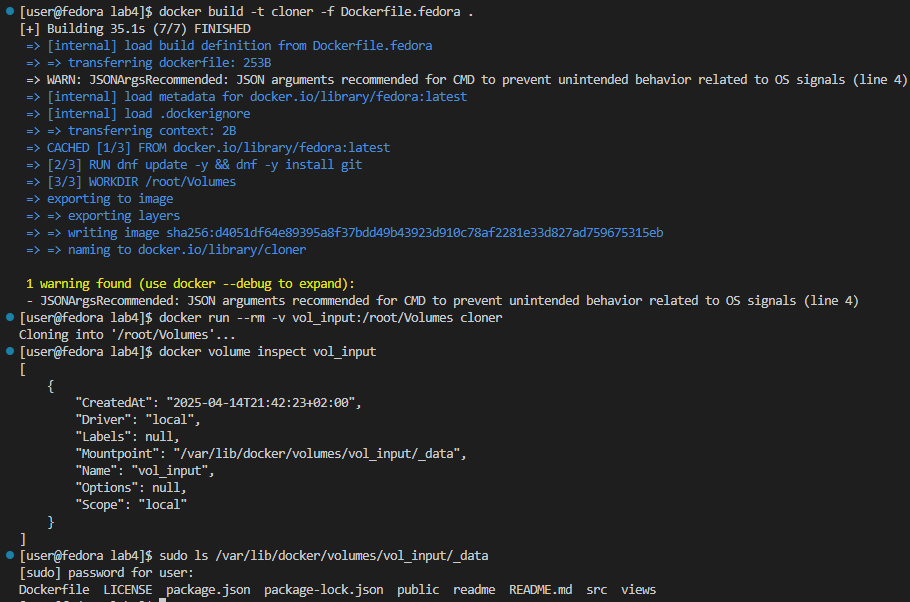 [user@fedora lab4]$ docker build -t cloner -f Dockerfile.fedora .
[+] Building 35.1s (7/7) FINISHED
=> [internal] load build definition from Dockerfile.fedora
=> => transferring dockerfile: 253B
=> WARN: JSONArgsRecommended: JSON arguments recommended for CMD to prevent unintended behavior related to OS signals (line 4)
=> [internal] load metadata for docker.io/library/fedora:latest
=> [internal] load .dockerignore
=> => transferring context: 2B
=> CACHED [1/3] FROM docker.io/library/fedora:latest
=> [2/3] RUN dnf update -y && dnf -y install git
=> [3/3] WORKDIR /root/Volumes
=> exporting to image
=> => exporting layers
=> => writing image sha256:d4051df64e89395a8f37bdd49b43923d910c78af2281e33d827ad759675315eb
=> => naming to docker.io/library/cloner

1 warning found (use docker --debug to expand):
- JSONArgsRecommended: JSON arguments recommended for CMD to prevent unintended behavior related to OS signals (line 4)
[user@fedora lab4]$ docker run --rm -v vol_input:/root/Volumes cloner
Cloning into '/root/Volumes'...
[user@fedora lab4]$ docker volume inspect vol_input
[
    {
        "CreatedAt": "2025-04-14T21:42:23+02:00",
        "Driver": "local",
        "Labels": null,
        "Mountpoint": "/var/lib/docker/volumes/vol_input/_data",
        "Name": "vol_input",
        "Options": null,
        "Scope": "local"
    }
]
[user@fedora lab4]$ sudo ls /var/lib/docker/volumes/vol_input/_data
[sudo] password for user:
Dockerfile  LICENSE  package.json  package-lock.json  public  readme  README.md  src  views